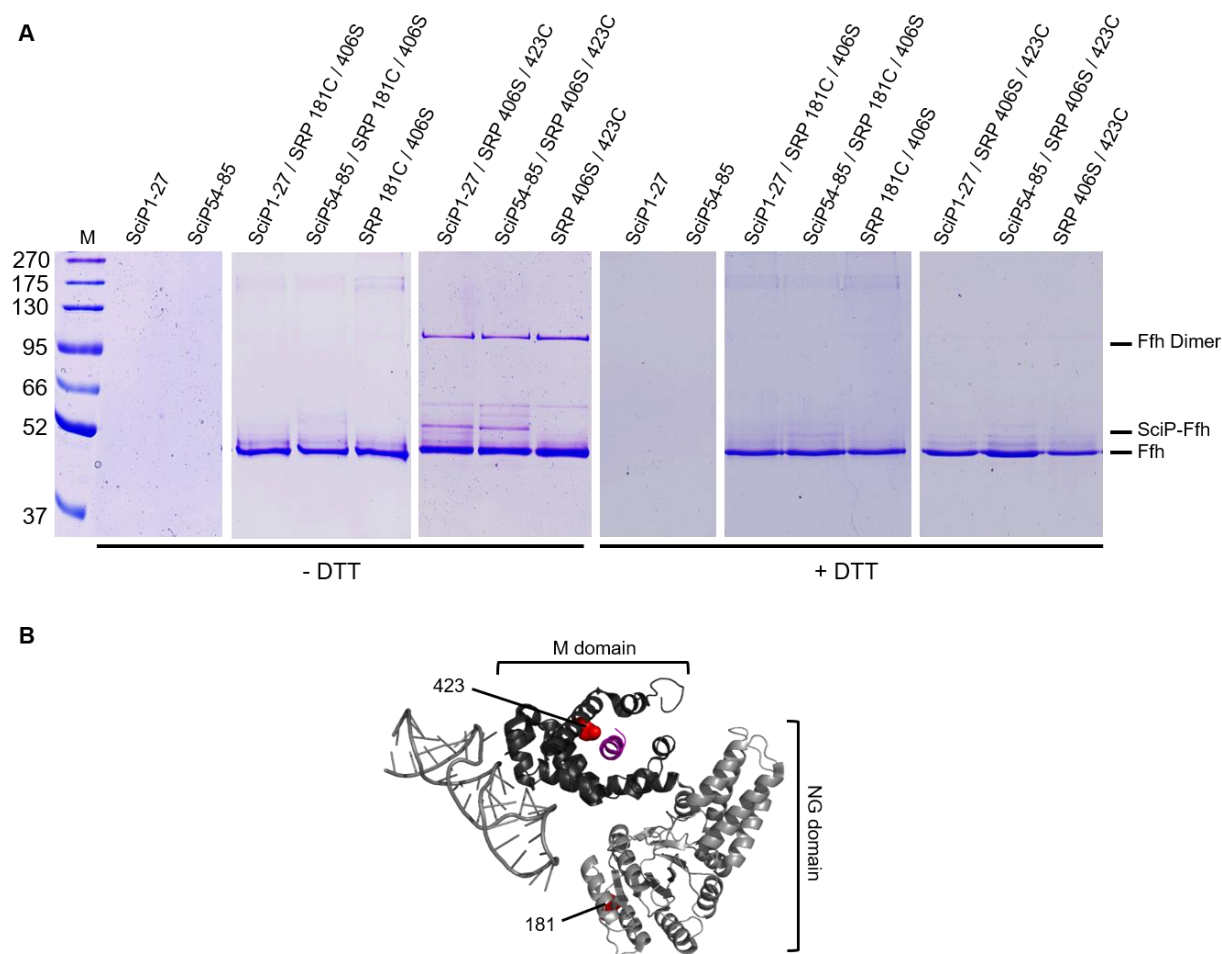 A
M
SciP1-27
SciP54-85
SciP1-27 / SRP 181C / 406S
SciP54-85 / SRP 181C / 406S
SRP 181C / 406S
SciP1-27 / SRP 406S / 423C
SciP54-85 / SRP 406S / 423C
SRP 406S / 423C
SciP1-27
SciP54-85
SciP1-27 / SRP 181C / 406S
SciP54-85 / SRP 181C / 406S
SRP 181C / 406S
SciP1-27 / SRP 406S / 423C
SciP54-85 / SRP 406S / 423C
SRP 406S / 423C
270
175
130
95
66
52
37
Ffh Dimer
SciP-Ffh
Ffh
- DTT
+ DTT
B
M domain
423
NG domain
181